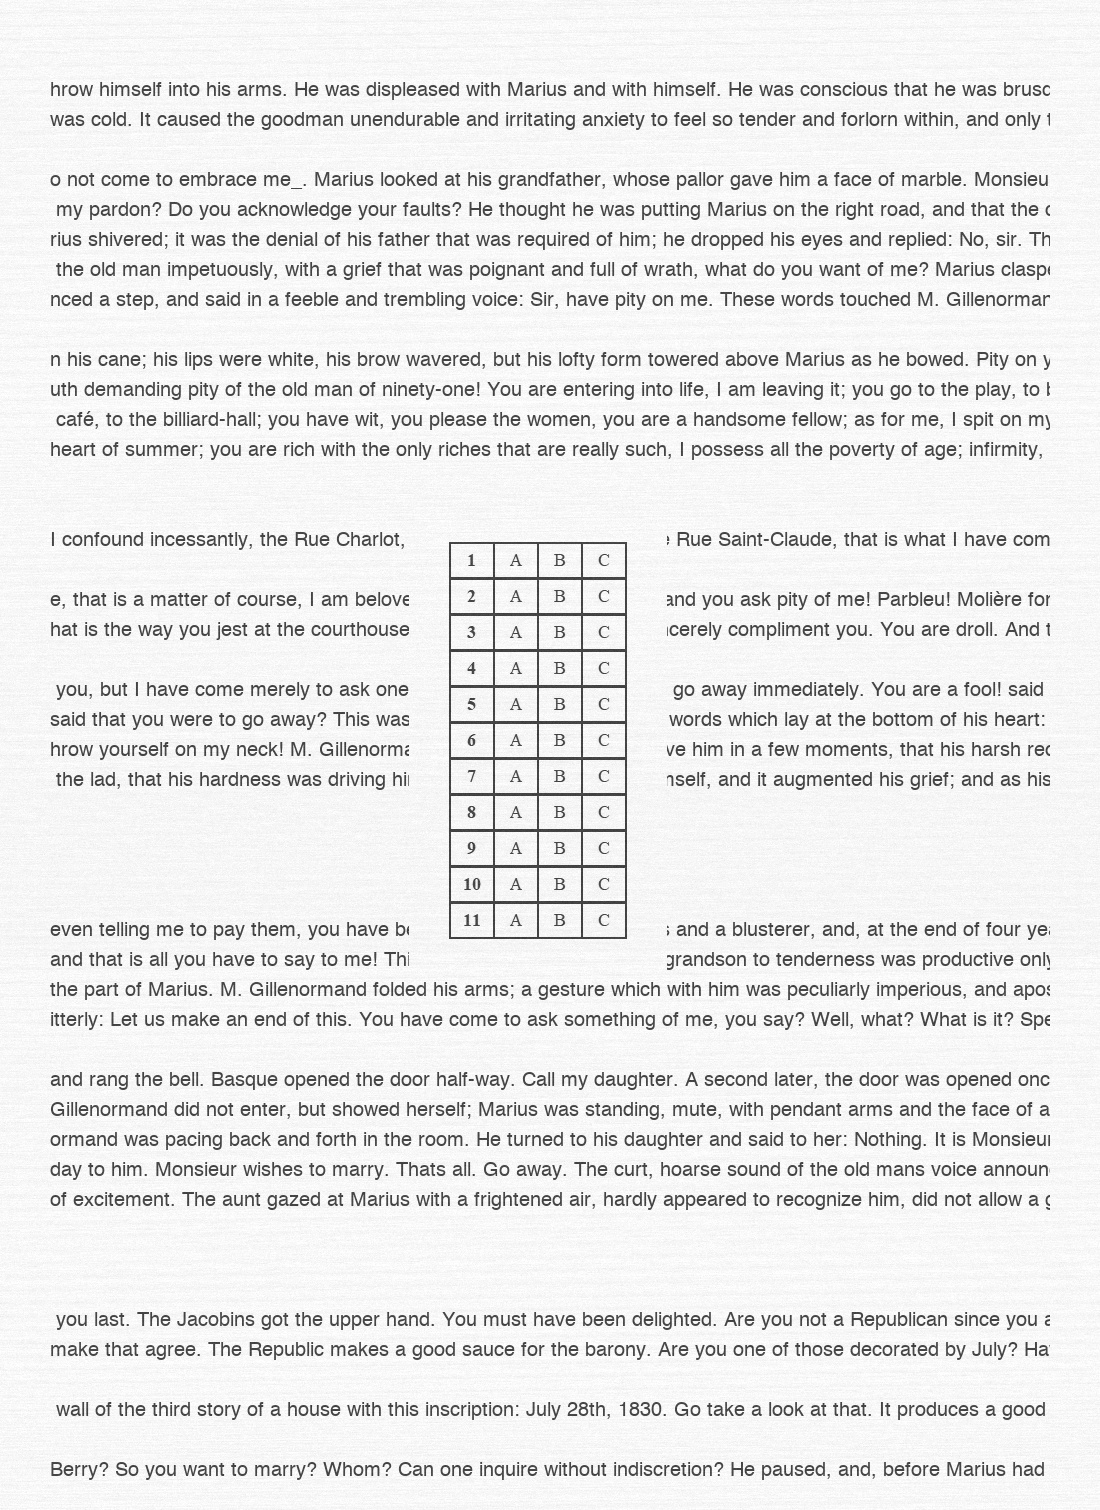 hrow himself into his arms. He was displeased with Marius and with himself. He was conscious that he was brusq
was cold. It caused the goodman unendurable and irritating anxiety to feel so tender and forlorn within, and only t
o not come to embrace me_. Marius looked at his grandfather, whose pallor gave him a face of marble. Monsieu
my pardon? Do you acknowledge your faults? He thought he was putting Marius on the right road, and that the c
rius shivered; it was the denial of his father that was required of him; he dropped his eyes and replied: No, sir. Th
the old man impetuously, with a grief that was poignant and full of wrath, what do you want of me? Marius claspe
nced a step, and said in a feeble and trembling voice: Sir, have pity on me. These words touched M. Gillenorman
n his cane; his lips were white, his brow wavered, but his lofty form towered above Marius as he bowed. Pity on y
uth demanding pity of the old man of ninety-one! You are entering into life, I am leaving it; you go to the play, to b
café, to the billiard-hall; you have wit, you please the women, you are a handsome fellow; as for me, I spit on my
heart of summer; you are rich with the only riches that are really such, I possess all the poverty of age; infirmity,
I confound incessantly, the Rue Charlot, Rue Saint-Claude, that is what I have com
e, that is a matter of course, I am belove and you ask pity of me! Parbleu! Molière for
hat is the way you jest at the courthouse ncerely compliment you. You are droll. And t
you, but I have come merely to ask one go away immediately. You are a fool! said
said that you were to go away? This was words which lay at the bottom of his heart:
hrow yourself on my neck! M. Gillenorma ve him in a few moments, that his harsh rec
the lad, that his hardness was driving hi nself, and it augmented his grief; and as his
1 A B C
2 A B C
3 A B C
4 A B C
5 A B C
6 A B C
7 A B C
8 A B C
9 A B C
10 A B C
11 A B C
even telling me to pay them, you have be s and a blusterer, and, at the end of four yea
and that is all you have to say to me! Thi grandson to tenderness was productive only
the part of Marius. M. Gillenormand folded his arms; a gesture which with him was peculiarly imperious, and apos
itterly: Let us make an end of this. You have come to ask something of me, you say? Well, what? What is it? Spe
and rang the bell. Basque opened the door half-way. Call my daughter. A second later, the door was opened onc
Gillenormand did not enter, but showed herself; Marius was standing, mute, with pendant arms and the face of a
ormand was pacing back and forth in the room. He turned to his daughter and said to her: Nothing. It is Monsieur
day to him. Monsieur wishes to marry. Thats all. Go away. The curt, hoarse sound of the old mans voice announ
of excitement. The aunt gazed at Marius with a frightened air, hardly appeared to recognize him, did not allow a g
you last. The Jacobins got the upper hand. You must have been delighted. Are you not a Republican since you a
make that agree. The Republic makes a good sauce for the barony. Are you one of those decorated by July? Ha
wall of the third story of a house with this inscription: July 28th, 1830. Go take a look at that. It produces a good
Berry? So you want to marry? Whom? Can one inquire without indiscretion? He paused, and, before Marius had